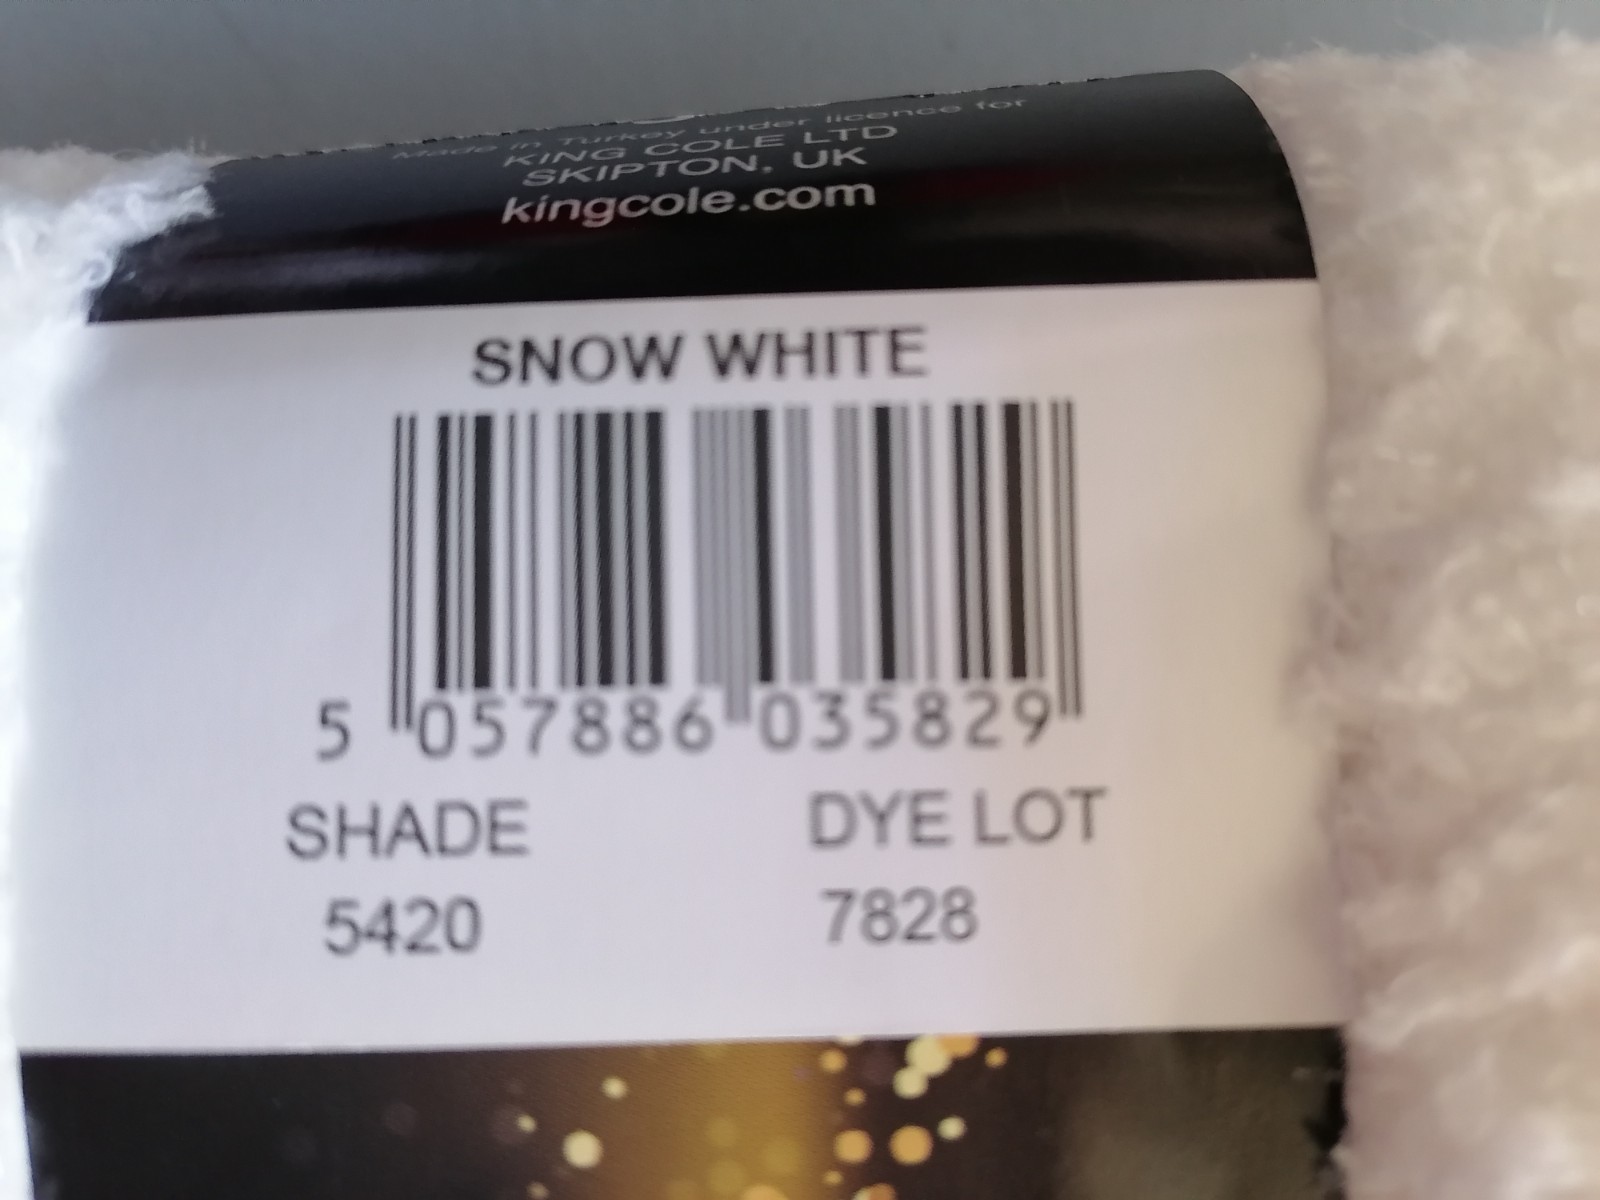 Made in Turkey under licence for
KING COLE LTD
SKIPTON, UK
kingcole.com
SNOW WHITE
5 057886 035829
SHADE DYE LOT
5420 7828